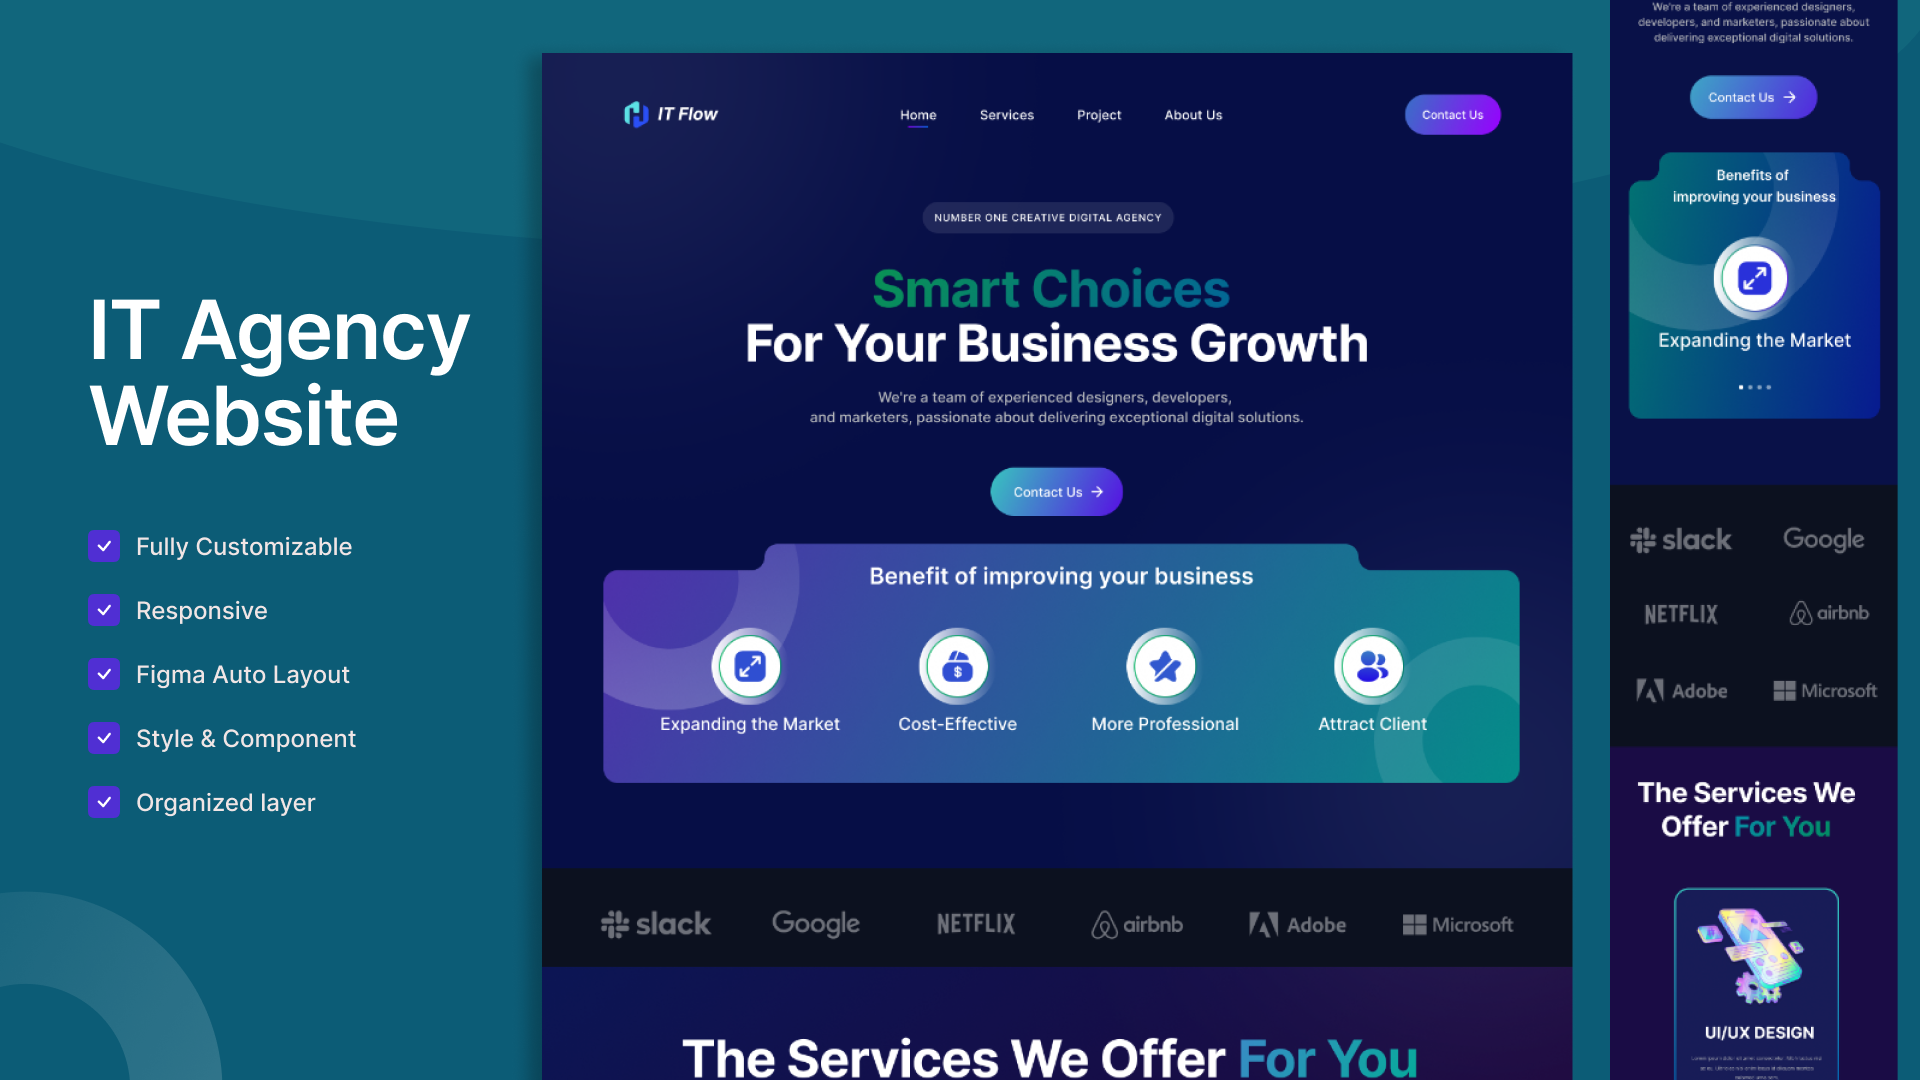 IT Agency
Website
Fully Customizable
Responsive
Figma Auto Layout
Style & Component
Organized layer
IT Flow
Home
Services
Project
About Us
Contact Us
NUMBER ONE CREATIVE DIGITAL AGENCY
Smart Choices
For Your Business Growth
We're a team of experienced designers, developers,
and marketers, passionate about delivering exceptional digital solutions.
Contact Us
Benefit of improving your business
Expanding the Market
Cost-Effective
More Professional
Attract Client
slack
Google
NETFLIX
airbnb
Adobe
Microsoft
The Services We Offer For You
We're a team of experienced designers,
developers, and marketers, passionate about
delivering exceptional digital solutions.
Contact Us
Benefits of
improving your business
Expanding the Market
slack
Google
NETFLIX
airbnb
Adobe
Microsoft
The Services We
Offer For You
UI/UX DESIGN